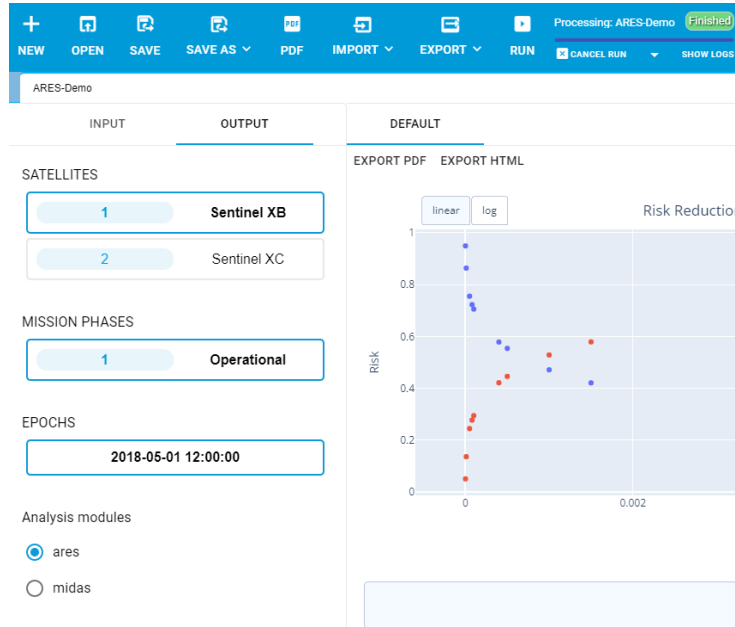 NEW OPEN SAVE SAVE AS PDF IMPORT EXPORT RUN
PDF
Processing: ARES-Demo Finished
CANCEL RUN SHOW LOGS
ARES-Demo
INPUT OUTPUT DEFAULT
EXPORT PDF EXPORT HTML
SATELLITES
1 Sentinel XB
2 Sentinel XC
MISSION PHASES
1 Operational
EPOCHS
2018-05-01 12:00:00
Analysis modules
ares
midas
linear log
Risk Reduction
Risk
1
0.8
0.6
0.4
0.2
0
0 0.002